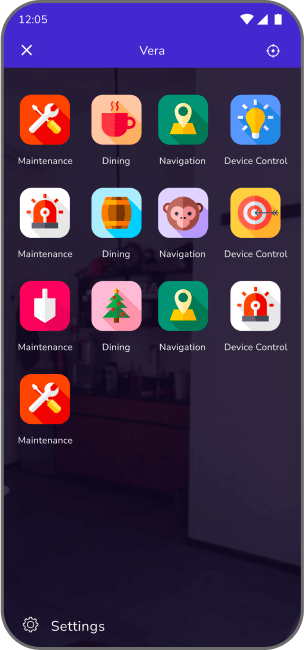 12:05
Vera
Maintenance Dining Navigation Device Control
Maintenance Dining Navigation Device Control
Maintenance Dining Navigation Device Control
Maintenance
Settings